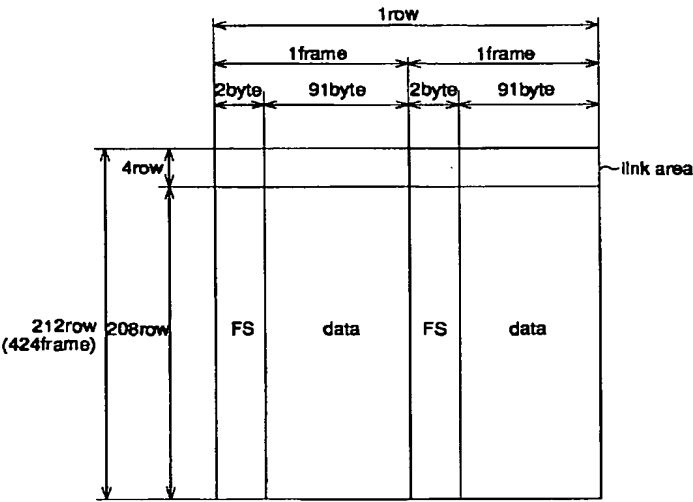 1row
1frame 1frame
2byte 91byte 2byte 91byte
4row
link area
212row
(424frame)
208row
FS data FS data